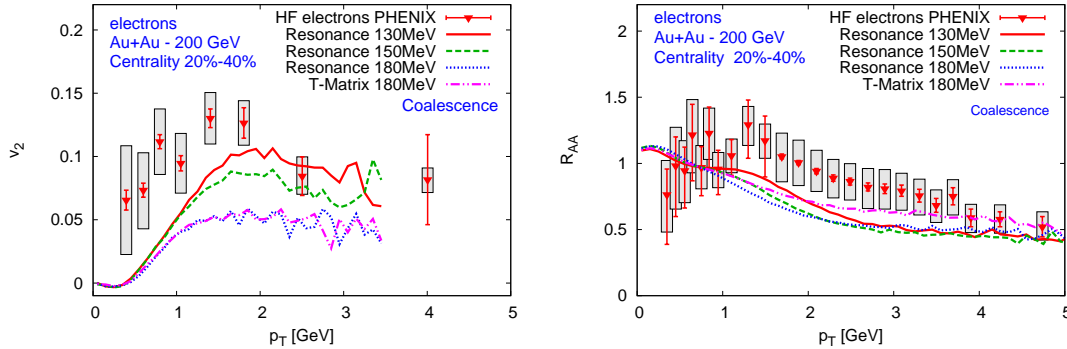 electrons
Au+Au - 200 GeV
Centrality 20%-40%
HF electrons PHENIX
Resonance 130MeV
Resonance 150MeV
Resonance 180MeV
T-Matrix 180MeV
Coalescence
0.2
0.15
0.1
0.05
0
v2
0 1 2 3 4 5
pT [GeV]
electrons
Au+Au - 200 GeV
Centrality 20%-40%
HF electrons PHENIX
Resonance 130MeV
Resonance 150MeV
Resonance 180MeV
T-Matrix 180MeV
Coalescence
2
1.5
1
0.5
0
RAA
0 1 2 3 4 5
pT [GeV]